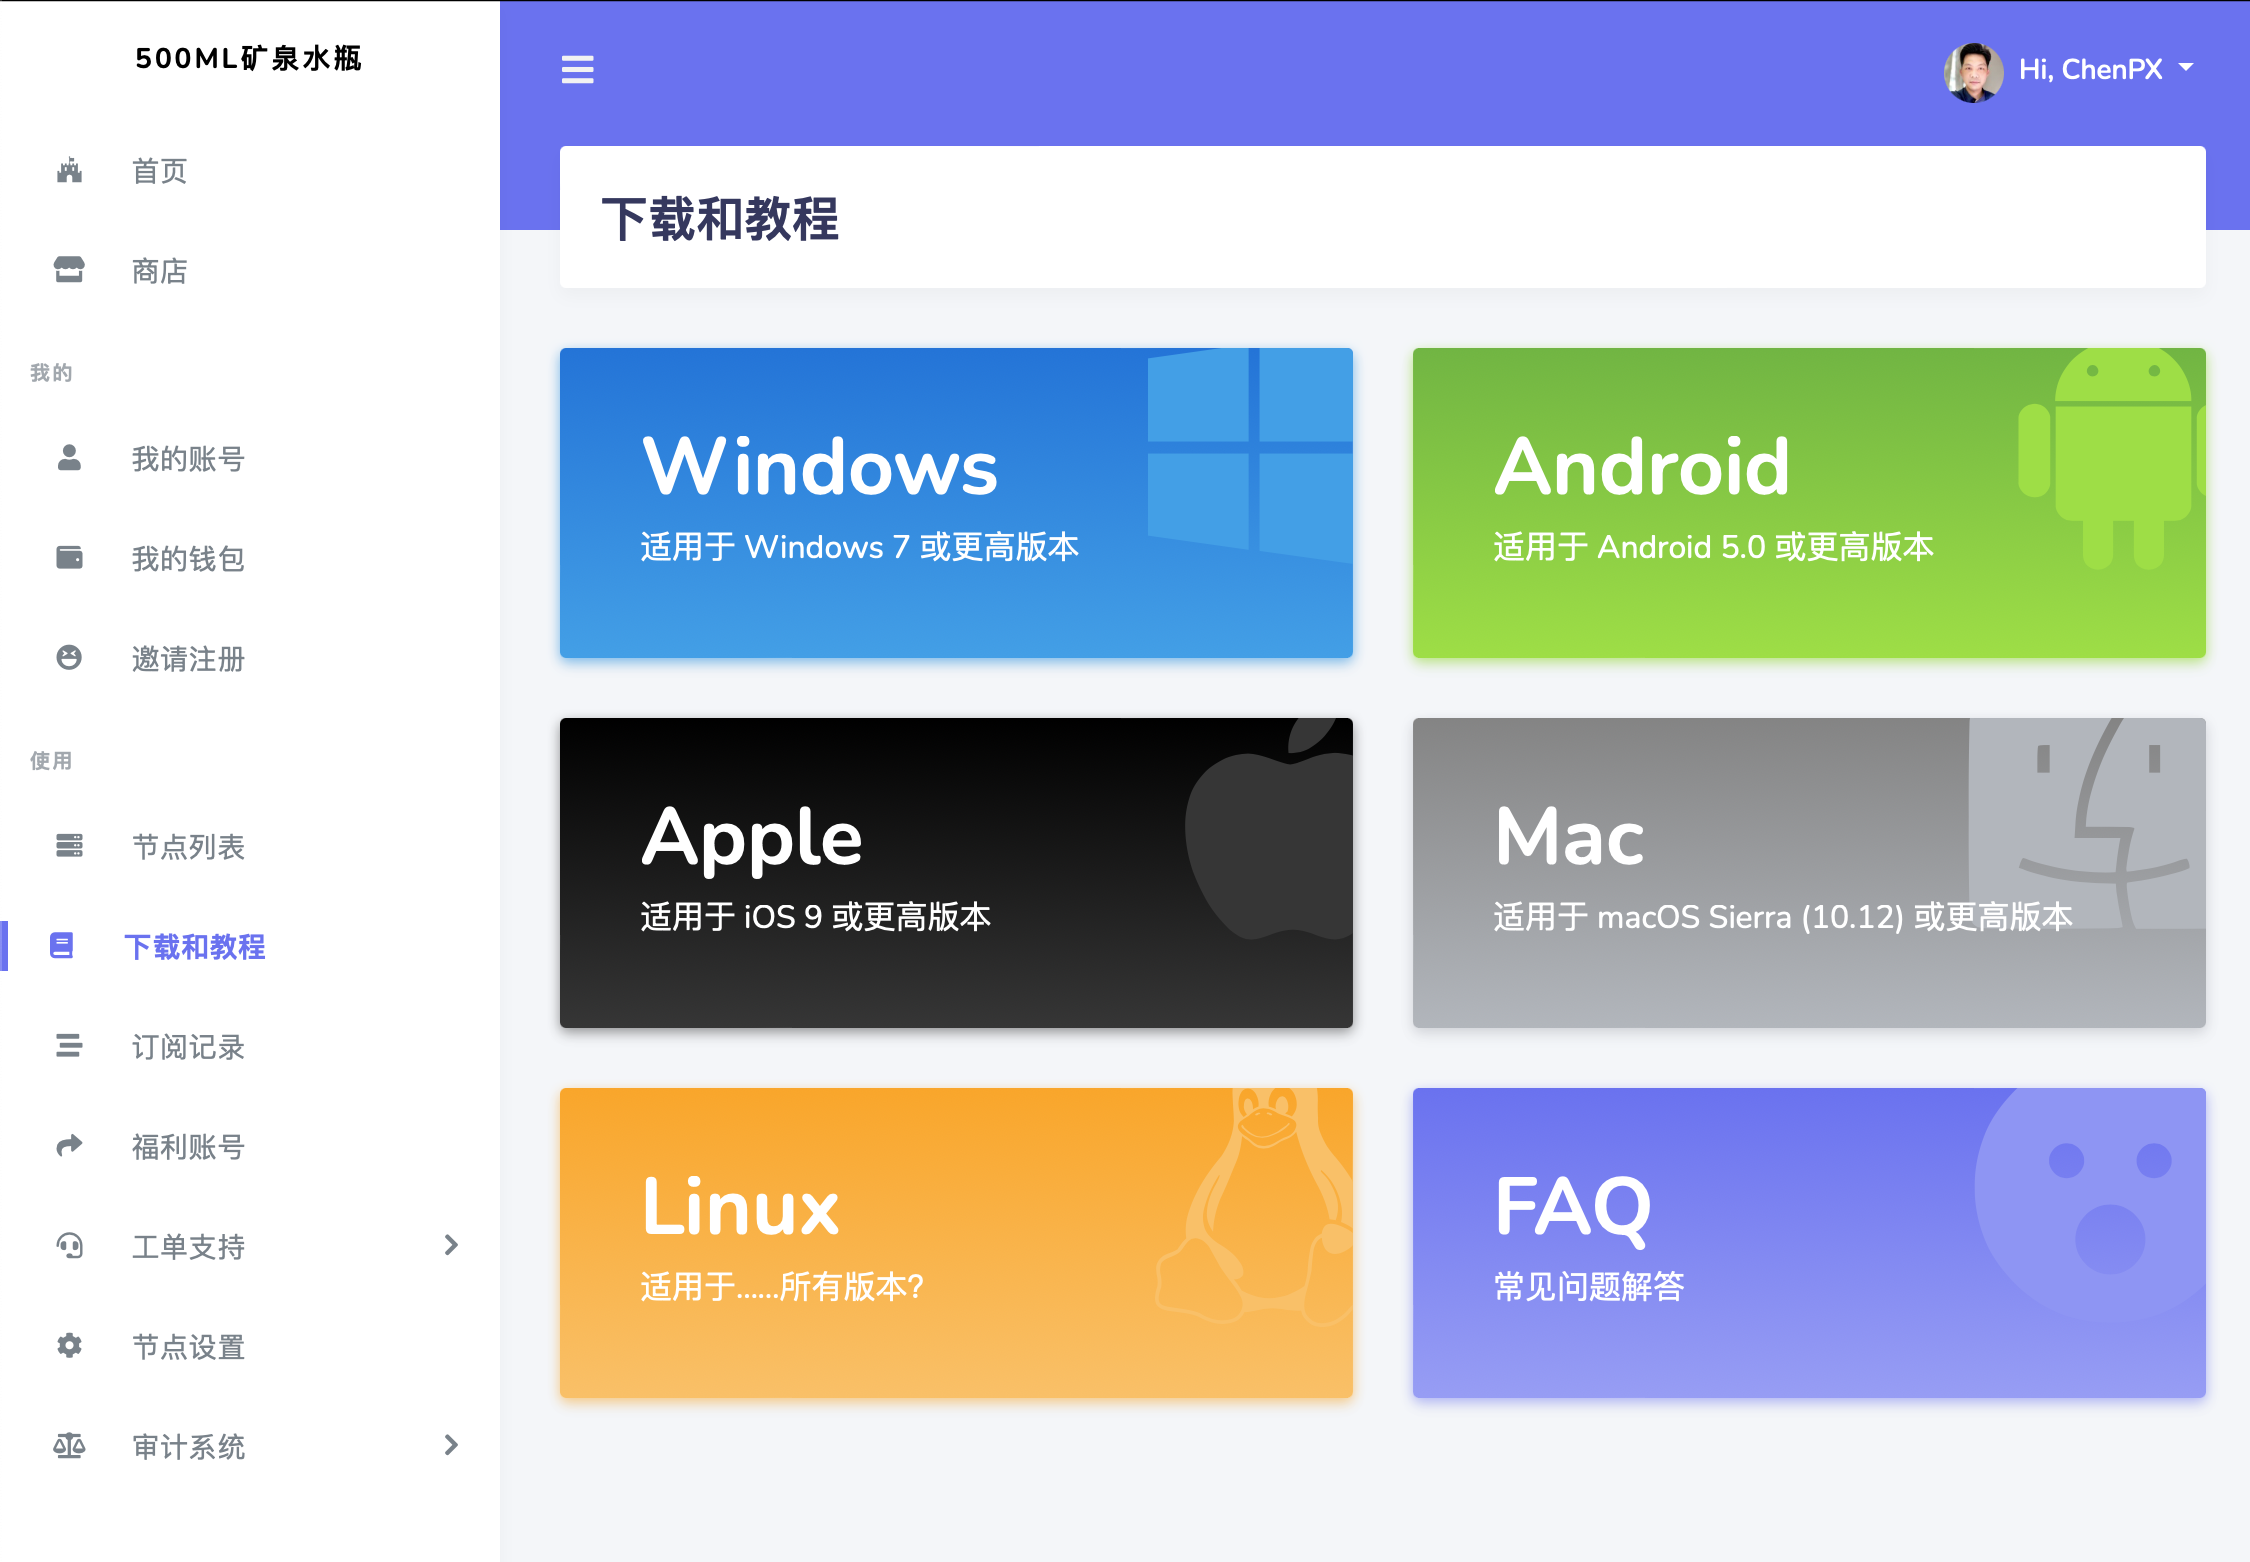 500ML矿泉水瓶
首页
商店
我的
我的账号
我的钱包
邀请注册
使用
节点列表
下载和教程
订阅记录
福利账号
工单支持
节点设置
审计系统
Hi, ChenPX
下载和教程
Windows
适用于 Windows 7 或更高版本
Android
适用于 Android 5.0 或更高版本
Apple
适用于 iOS 9 或更高版本
Mac
适用于 macOS Sierra (10.12) 或更高版本
Linux
适用于......所有版本?
FAQ
常见问题解答